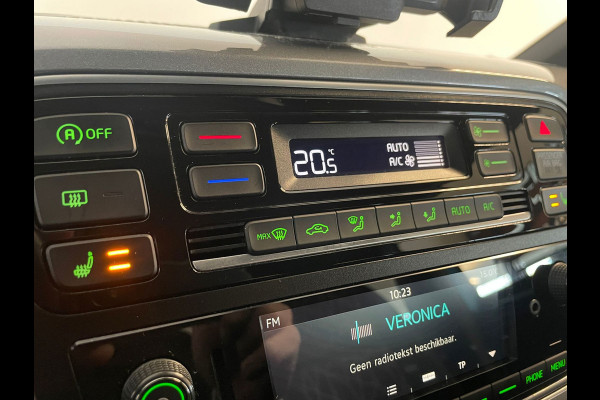 A OFF
20.5 °C
AUTO
A/C
MAX
AUTO
A/C
10:23
FM
VERONICA
Geen radiotekst beschikbaar.
TP
PHONE
MENU